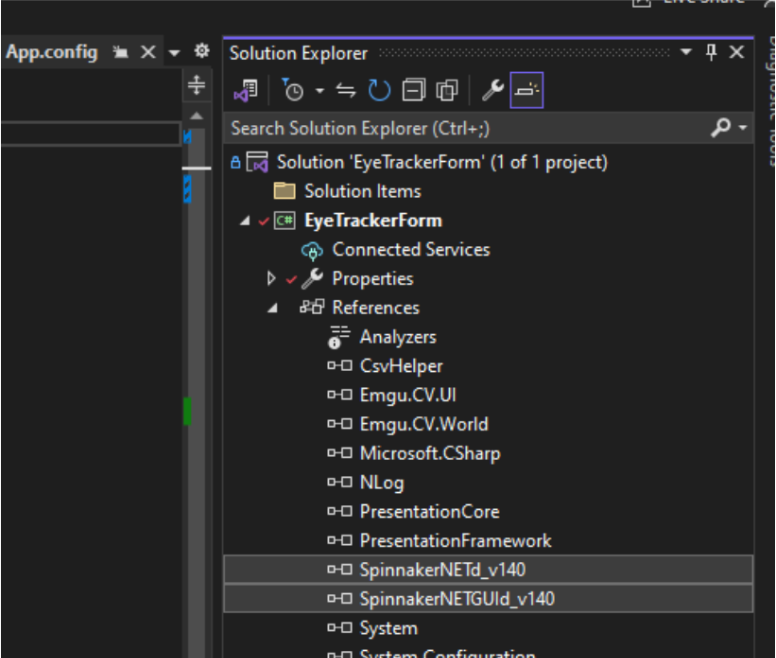 Live Share
App.config
Solution Explorer
Search Solution Explorer (Ctrl+;)
Solution 'EyeTrackerForm' (1 of 1 project)
Solution Items
C# EyeTrackerForm
Connected Services
Properties
References
Analyzers
CsvHelper
Emgu.CV.UI
Emgu.CV.World
Microsoft.CSharp
NLog
PresentationCore
PresentationFramework
SpinnakerNETd_v140
SpinnakerNETGUId_v140
System
System.Configuration
Diagnostic Tools